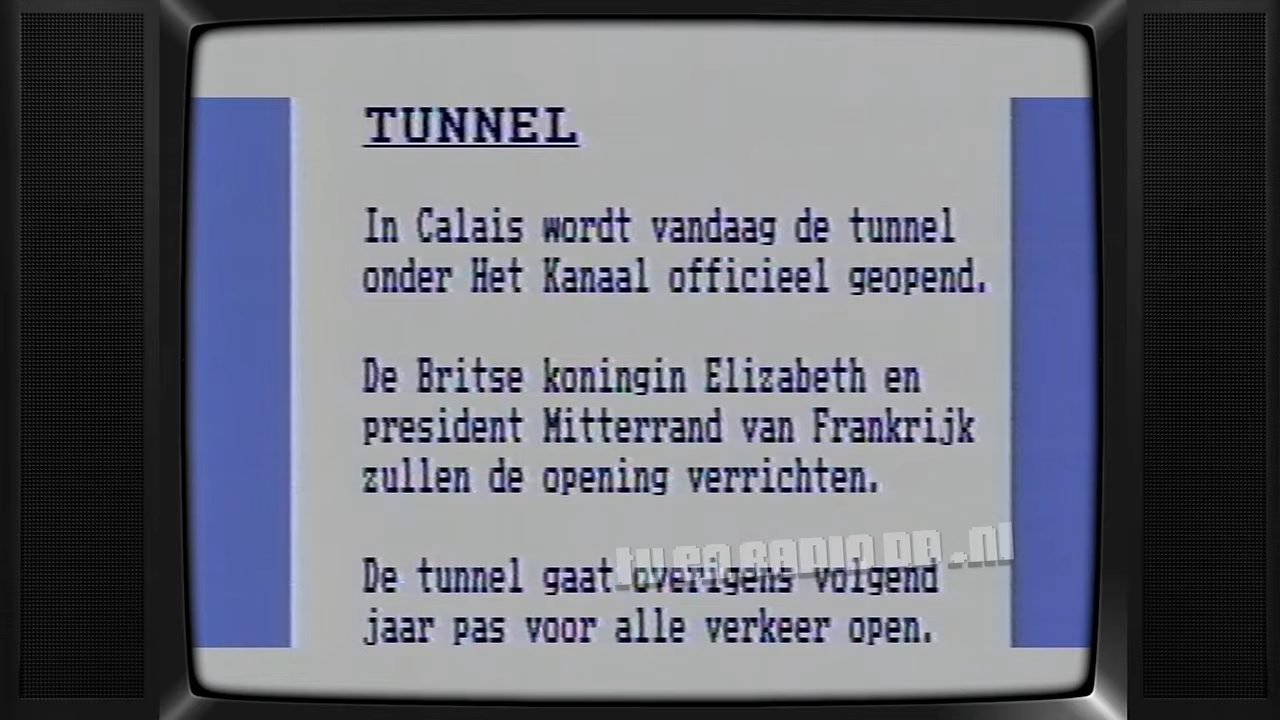 TUNNEL
In Calais wordt vandaag de tunnel
onder Het Kanaal officieel geopend.
De Britse koningin Elizabeth en
president Mitterrand van Frankrijk
zullen de opening verrichten.
De tunnel gaat overigens volgend
jaar pas voor alle verkeer open.